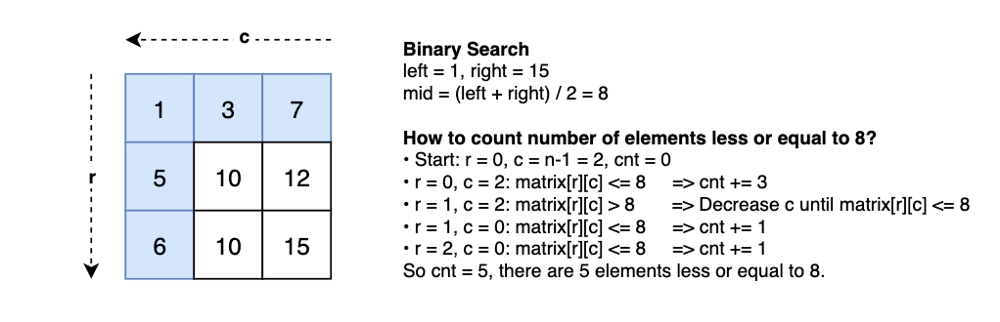 c
r
1 3 7
5 10 12
6 10 15
Binary Search
left = 1, right = 15
mid = (left + right) / 2 = 8
How to count number of elements less or equal to 8?
• Start: r = 0, c = n-1 = 2, cnt = 0
• r = 0, c = 2: matrix[r][c] <= 8 => cnt += 3
• r = 1, c = 2: matrix[r][c] > 8 => Decrease c until matrix[r][c] <= 8
• r = 1, c = 0: matrix[r][c] <= 8 => cnt += 1
• r = 2, c = 0: matrix[r][c] <= 8 => cnt += 1
So cnt = 5, there are 5 elements less or equal to 8.